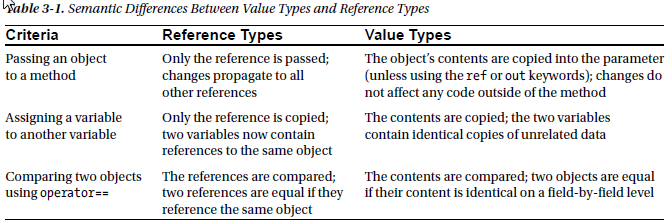 Table 3-1. Semantic Differences Between Value Types and Reference Types
Criteria Reference Types Value Types
Passing an object Only the reference is passed; The object's contents are copied into the parameter
to a method changes propagate to all (unless using the ref or out keywords); changes do
other references not affect any code outside of the method
Assigning a variable Only the reference is copied; The contents are copied; the two variables
to another variable two variables now contain contain identical copies of unrelated data
references to the same object
Comparing two objects The references are compared; The contents are compared; two objects are equal
using operator== two references are equal if they if their content is identical on a field-by-field level
reference the same object